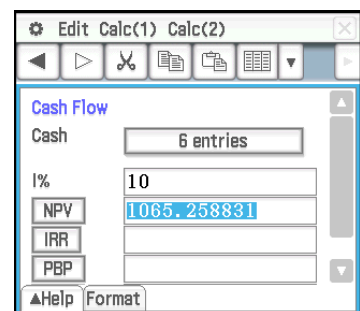 Edit Calc(1) Calc(2)
Cash Flow
Cash 6 entries
I% 10
NPV 1065.258831
IRR
PBP
▲Help Format